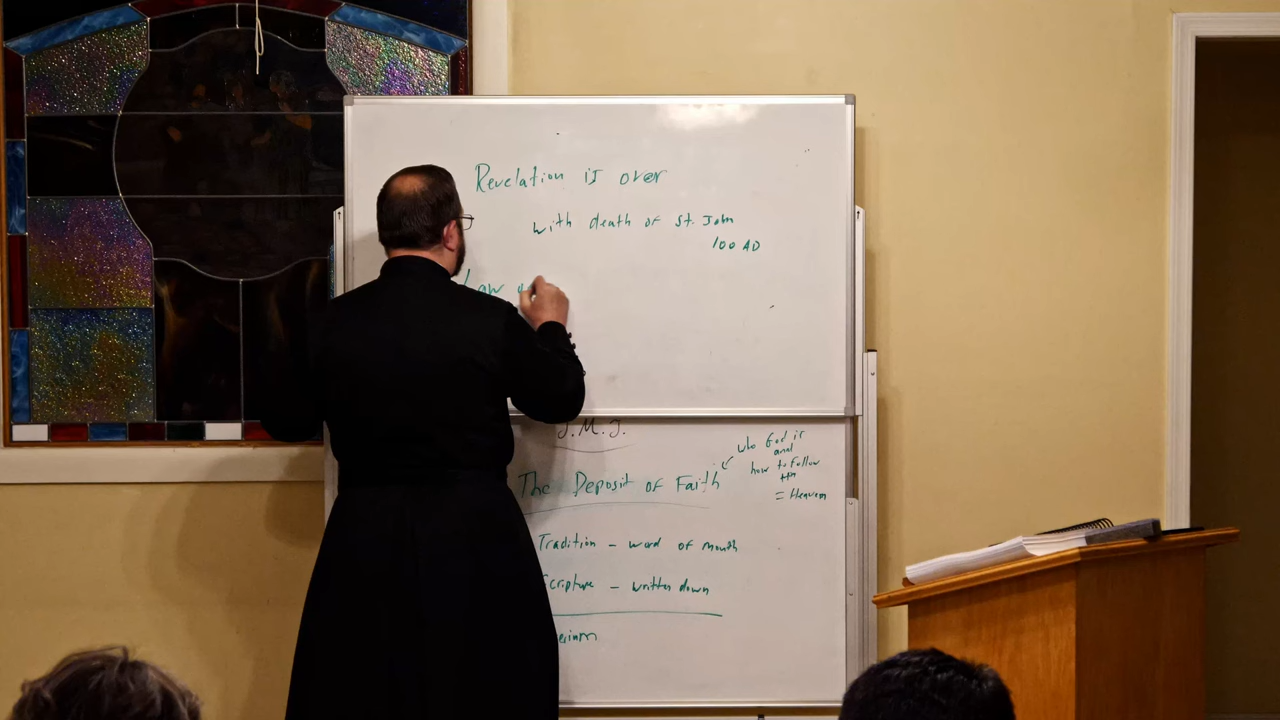 Revelation is over
with death of St. John
100 AD
Law
J.M.J.
The Deposit of Faith
who God is
and
how to follow
Him
= Heaven
Tradition - word of mouth
Scripture - written down